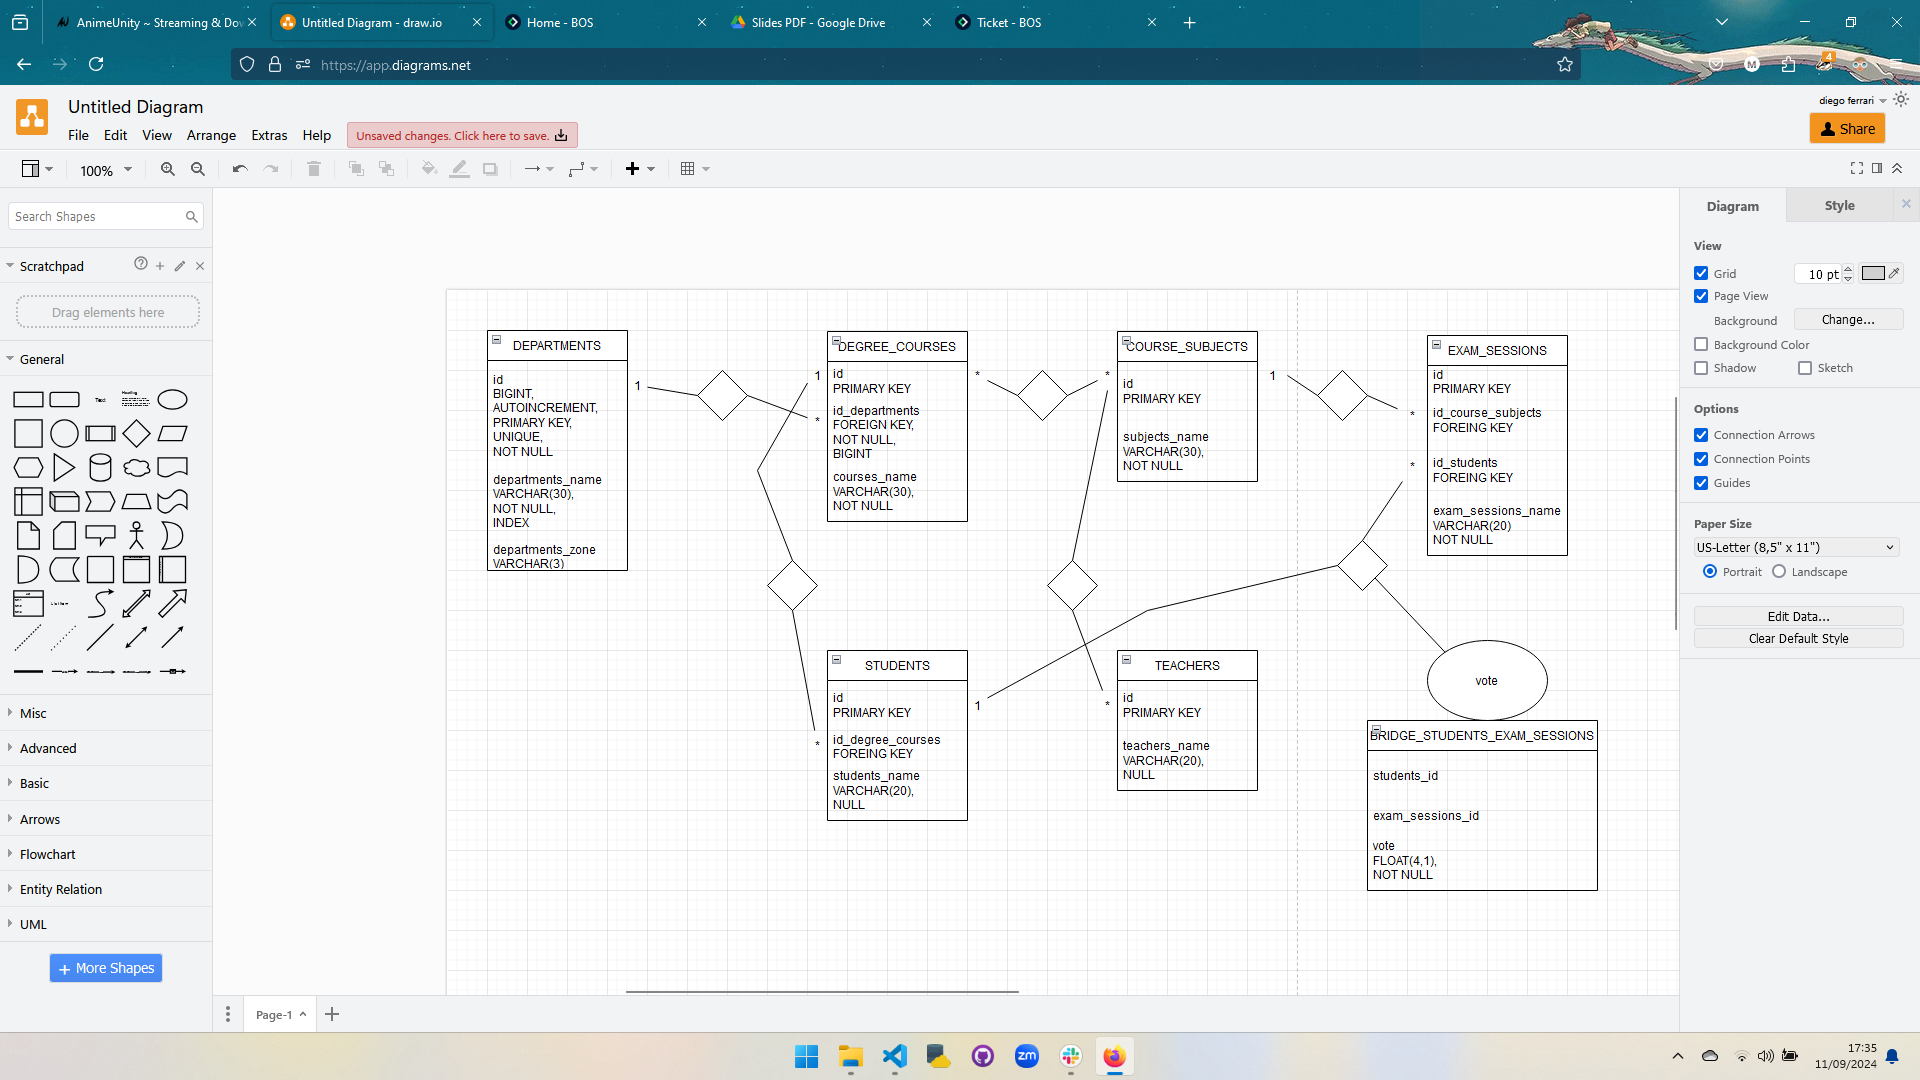 AnimeUnity ~ Streaming & Dov
Untitled Diagram - draw.io
Home - BOS
Slides PDF - Google Drive
Ticket - BOS
https://app.diagrams.net
M
4
Untitled Diagram
diego ferrari
File Edit View Arrange Extras Help
Unsaved changes. Click here to save.
Share
100%
Search Shapes
Scratchpad
Drag elements here
General
Text
Heading
List Item
Misc
Advanced
Basic
Arrows
Flowchart
Entity Relation
UML
+ More Shapes
DEPARTMENTS
id
BIGINT,
AUTOINCREMENT,
PRIMARY KEY,
UNIQUE,
NOT NULL
departments_name
VARCHAR(30),
NOT NULL,
INDEX
departments_zone
VARCHAR(3)
1
1
*
DEGREE_COURSES
id
PRIMARY KEY
id_departments
FOREIGN KEY,
NOT NULL,
BIGINT
courses_name
VARCHAR(30),
NOT NULL
*
*
COURSE_SUBJECTS
id
PRIMARY KEY
subjects_name
VARCHAR(30),
NOT NULL
1
*
*
EXAM_SESSIONS
id
PRIMARY KEY
id_course_subjects
FOREING KEY
id_students
FOREING KEY
exam_sessions_name
VARCHAR(20)
NOT NULL
*
STUDENTS
id
PRIMARY KEY
id_degree_courses
FOREING KEY
students_name
VARCHAR(20),
NULL
1
*
TEACHERS
id
PRIMARY KEY
teachers_name
VARCHAR(20),
NULL
vote
BRIDGE_STUDENTS_EXAM_SESSIONS
students_id
exam_sessions_id
vote
FLOAT(4,1),
NOT NULL
Diagram
Style
View
Grid
10 pt
Page View
Background
Change...
Background Color
Shadow
Sketch
Options
Connection Arrows
Connection Points
Guides
Paper Size
US-Letter (8,5" x 11")
Portrait
Landscape
Edit Data...
Clear Default Style
Page-1
zm
17:35
11/09/2024